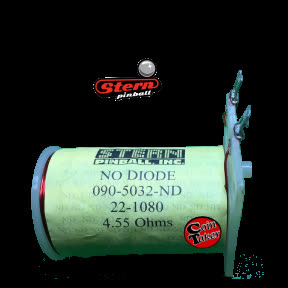 Stern
pinball
STERN
PINBALL, INC.
NO DIODE
090-5032-ND
22-1080
4.55 Ohms
Coin
Taker